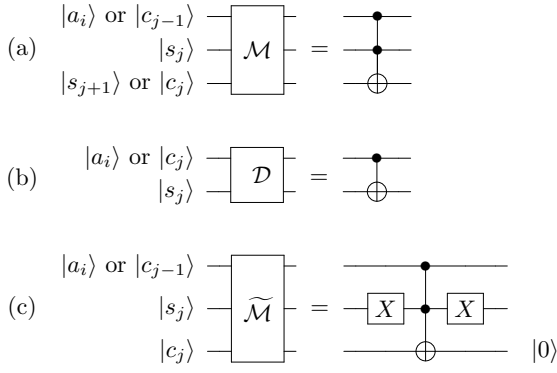 |a_i⟩ or |c_{j−1}⟩
(a) |s_j⟩ ℳ =
|s_{j+1}⟩ or |c_j⟩
|a_i⟩ or |c_j⟩
(b) 𝒟 =
|s_j⟩
|a_i⟩ or |c_{j−1}⟩
(c) |s_j⟩ ℳ̃ = X X
|c_j⟩ |0⟩